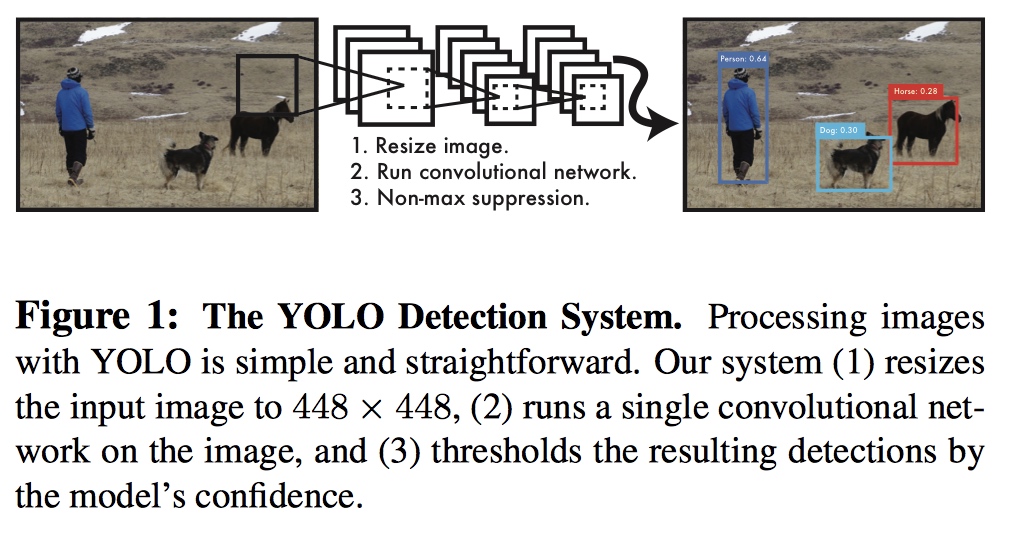 Person: 0.64
Horse: 0.28
Dog: 0.30
1. Resize image.
2. Run convolutional network.
3. Non-max suppression.
Figure 1: The YOLO Detection System. Processing images
with YOLO is simple and straightforward. Our system (1) resizes
the input image to 448 × 448, (2) runs a single convolutional net-
work on the image, and (3) thresholds the resulting detections by
the model’s confidence.